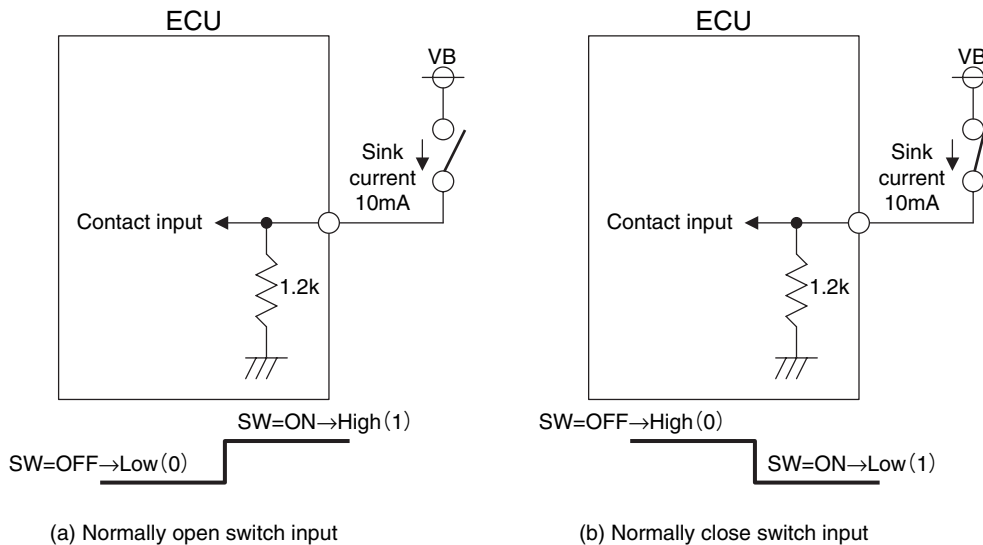 ECU
VB
Sink
current
10mA
Contact input
1.2k
SW=ON→High(1)
SW=OFF→Low(0)
(a) Normally open switch input
ECU
VB
Sink
current
10mA
Contact input
1.2k
SW=OFF→High(0)
SW=ON→Low(1)
(b) Normally close switch input